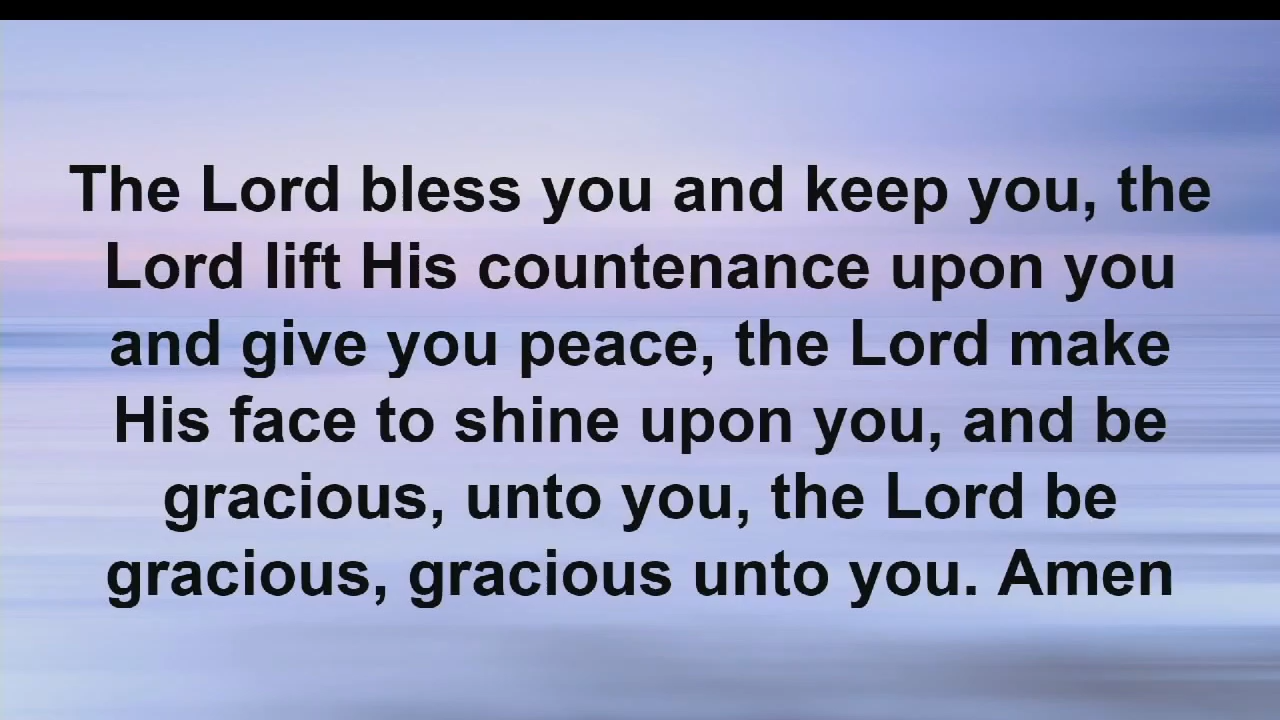 The Lord bless you and keep you, the
Lord lift His countenance upon you
and give you peace, the Lord make
His face to shine upon you, and be
gracious, unto you, the Lord be
gracious, gracious unto you. Amen